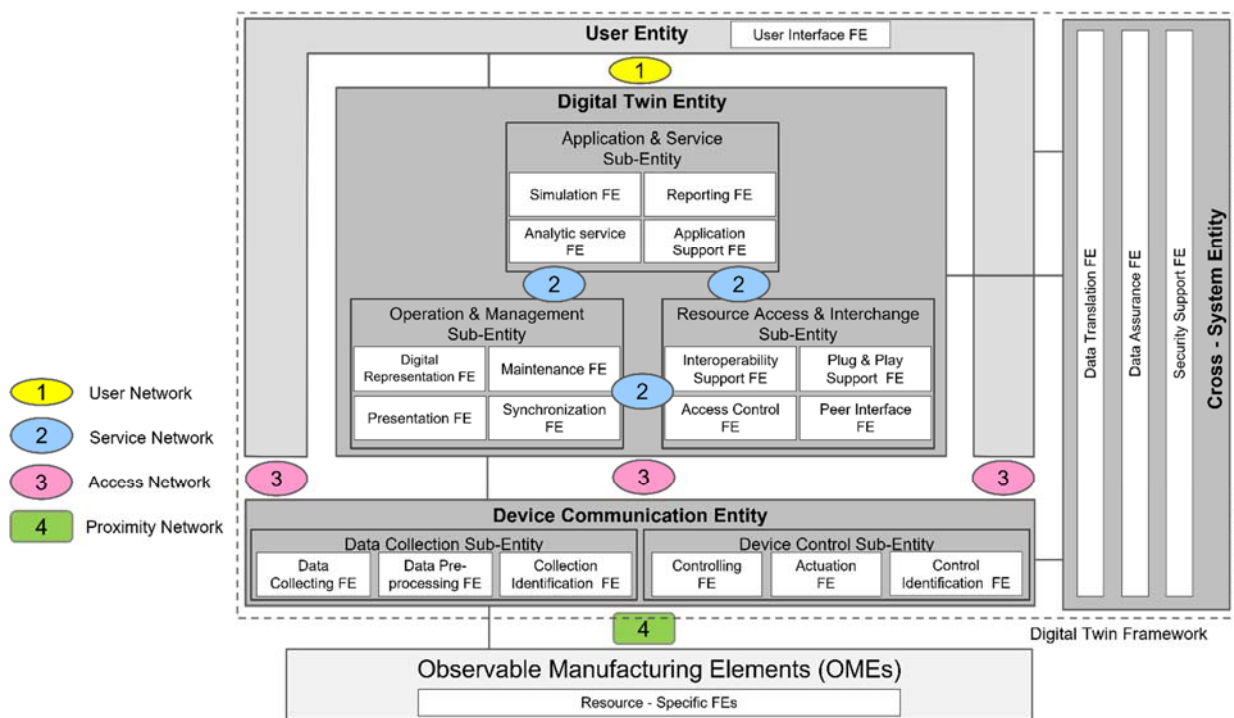 User Entity
User Interface FE
1
Digital Twin Entity
Application & Service
Sub-Entity
Simulation FE
Reporting FE
Analytic service
FE
Application
Support FE
2
2
Operation & Management
Sub-Entity
Digital
Representation FE
Maintenance FE
Presentation FE
Synchronization
FE
2
Resource Access & Interchange
Sub-Entity
Interoperability
Support FE
Plug & Play
Support FE
Access Control
FE
Peer Interface
FE
3
3
3
Device Communication Entity
Data Collection Sub-Entity
Data
Collecting FE
Data Pre-
processing FE
Collection
Identification FE
Device Control Sub-Entity
Controlling
FE
Actuation
FE
Control
Identification FE
4
Observable Manufacturing Elements (OMEs)
Resource - Specific FEs
Data Translation FE
Data Assurance FE
Security Support FE
Cross - System Entity
Digital Twin Framework
1
User Network
2
Service Network
3
Access Network
4
Proximity Network